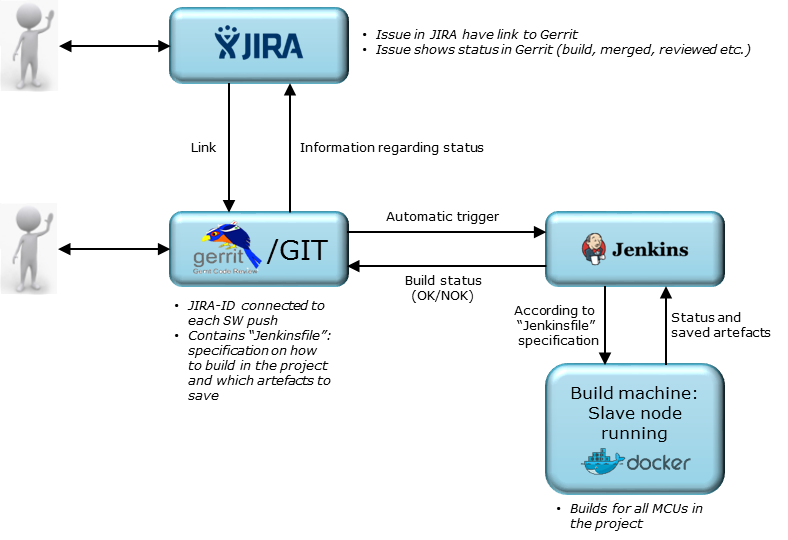 JIRA
• Issue in JIRA have link to Gerrit
• Issue shows status in Gerrit (build, merged, reviewed etc.)
Link
Information regarding status
gerrit
Gerrit Code Review
/GIT
Automatic trigger
Jenkins
Build status
(OK/NOK)
• JIRA-ID connected to
each SW push
• Contains “Jenkinsfile”:
specification on how
to build in the project
and which artefacts to
save
According to
“Jenkinsfile”
specification
Status and
saved artefacts
Build machine:
Slave node
running
docker
• Builds for all MCUs in
the project